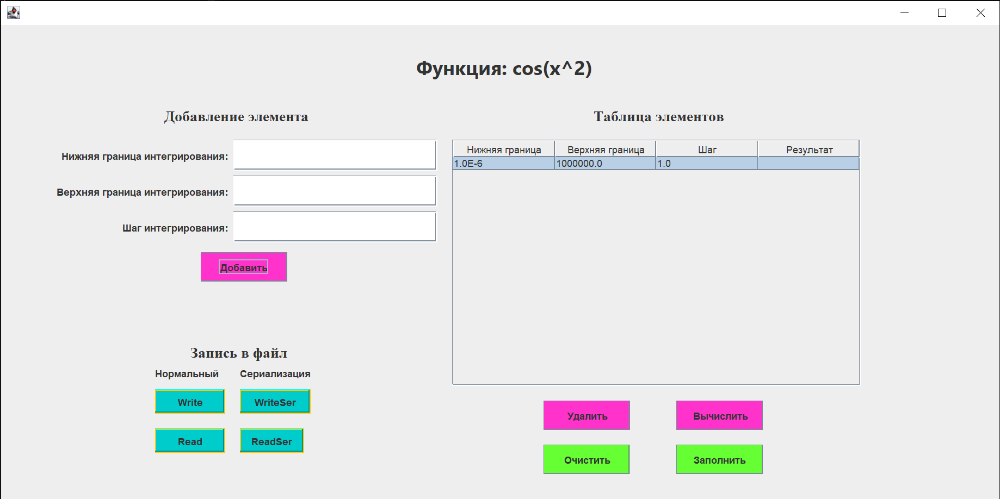 Функция: cos(x^2)
Добавление элемента
Нижняя граница интегрирования:
Верхняя граница интегрирования:
Шаг интегрирования:
Добавить
Запись в файл
Нормальный Сериализация
Write WriteSer
Read ReadSer
Таблица элементов
Нижняя граница Верхняя граница Шаг Результат
1.0E-6 1000000.0 1.0
Удалить Вычислить
Очистить Заполнить